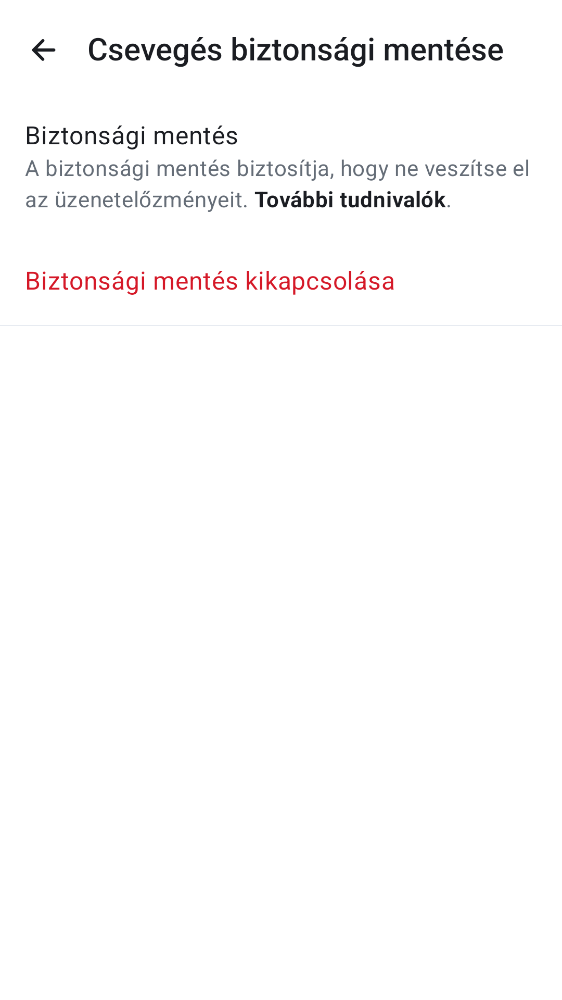 Csevegés biztonsági mentése
Biztonsági mentés
A biztonsági mentés biztosítja, hogy ne veszítse el
az üzenetelőzményeit. További tudnivalók.
Biztonsági mentés kikapcsolása